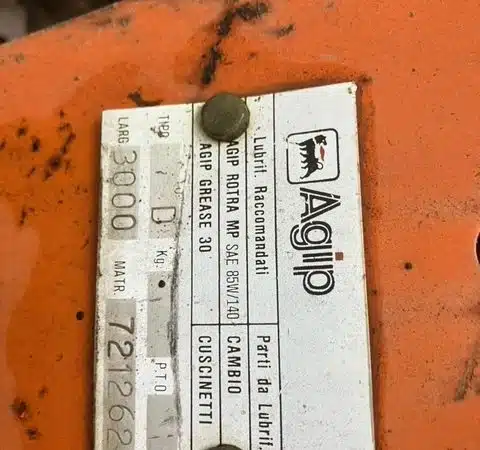 Agip
Lubrif. Raccomandati Parti da Lubrif.
AGIP ROTRA MP SAE 85W/140 CAMBIO
AGIP GREASE 30 CUSCINETTI
TIPO D Kg. P.T.O
LARG 3000 MATR 721262